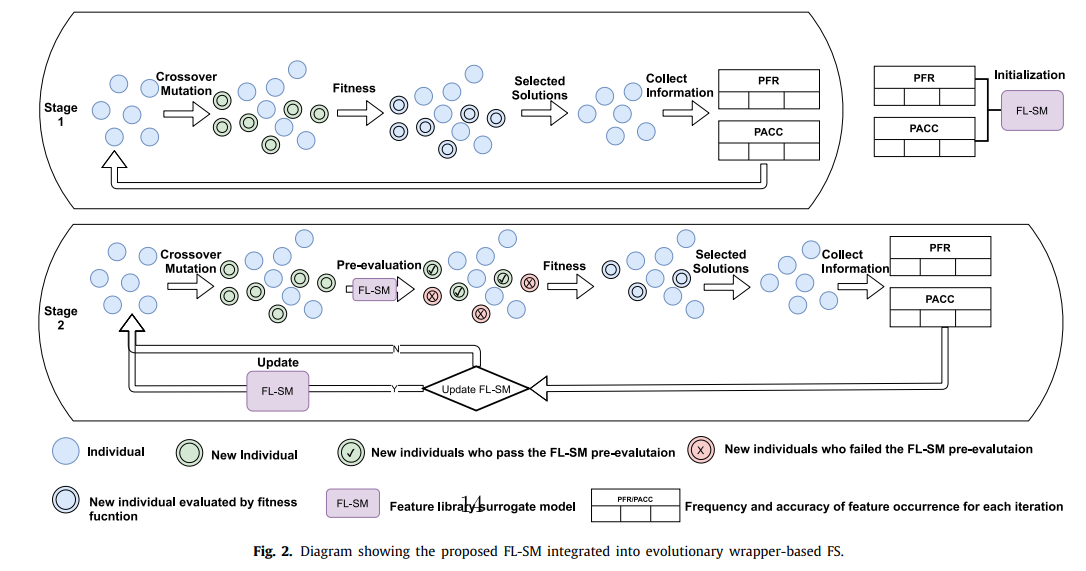 Stage
1
Crossover
Mutation
Fitness
Selected
Solutions
Collect
Information
PFR
PACC
PFR
PACC
Initialization
FL-SM
Stage
2
Crossover
Mutation
Pre-evaluation
FL-SM
Fitness
Selected
Solutions
Collect
Information
PFR
PACC
N
Update
FL-SM
Y
Update FL-SM
Individual
New Individual
✓ New individuals who pass the FL-SM pre-evalutaion
X New individuals who failed the FL-SM pre-evalutaion
New individual evaluated by fitness
fucntion
FL-SM
Feature library surrogate model
14
PFR/PACC
Frequency and accuracy of feature occurrence for each iteration
Fig. 2. Diagram showing the proposed FL-SM integrated into evolutionary wrapper-based FS.